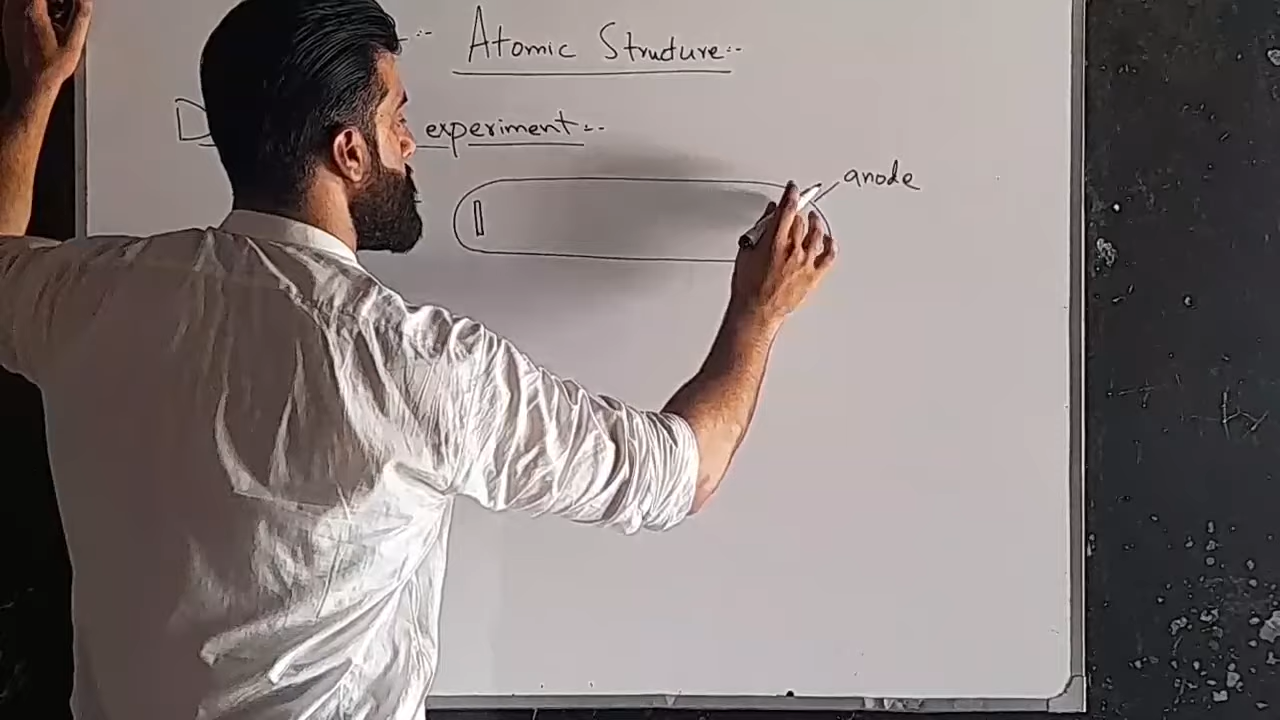 Atomic Structure:-
D experiment:-
anode